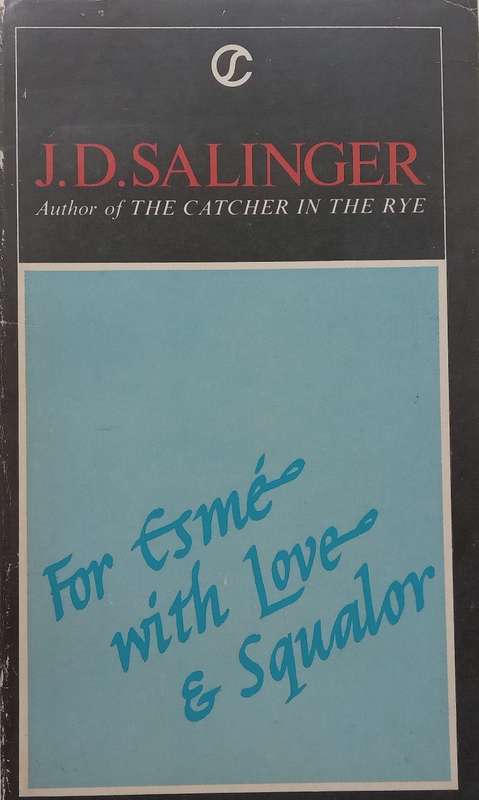 J.D.SALINGER
Author of THE CATCHER IN THE RYE
For Esmé
with Love
& Squalor